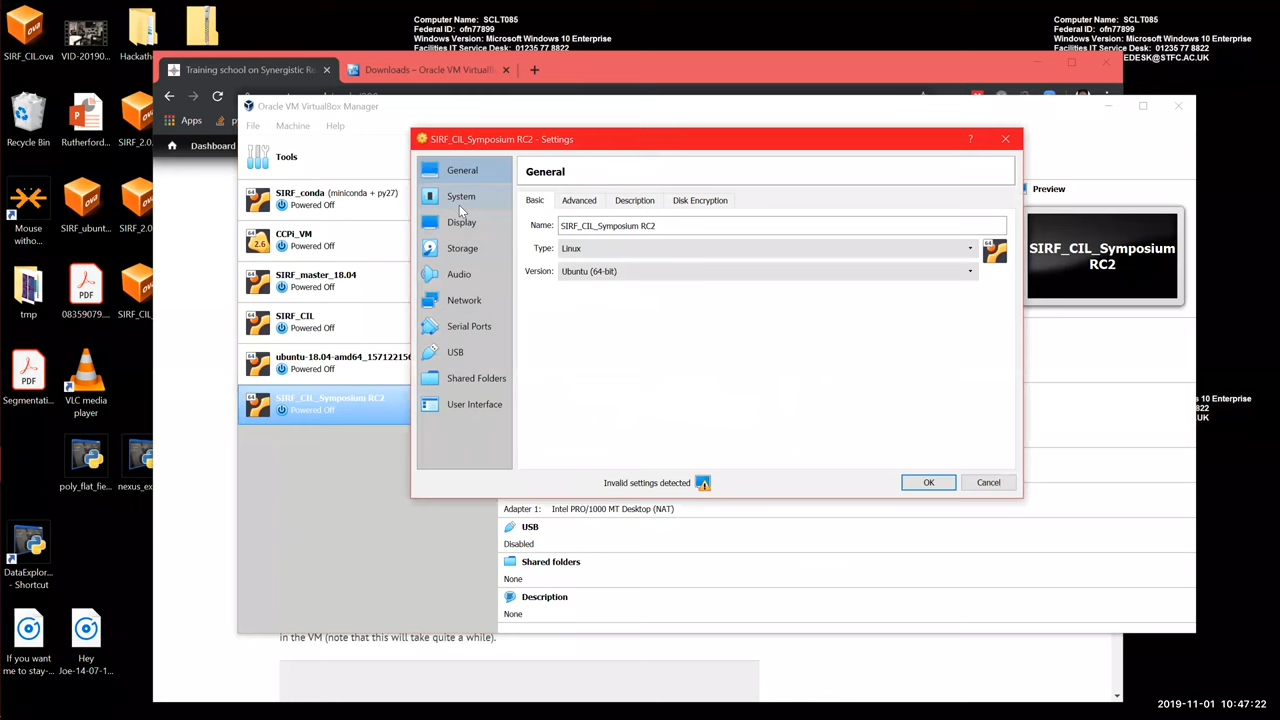 Computer Name: SCLT085
Federal ID: ofn77899
Windows Version: Microsoft Windows 10 Enterprise
Facilities IT Service Desk: 01235 77 8822
Computer Name: SCLT085
Federal ID: ofn77899
Windows Version: Microsoft Windows 10 Enterprise
Facilities IT Service Desk: 01235 77 8822
EDESK@STFC.AC.UK
SIRF_CIL.ova
VID-20190...
Hackath
Recycle Bin
Rutherford...
SIRF_2.0
Mouse
witho...
SIRF_ubunt...
SIRF_2.0
tmp
PDF
08359079...
SIRF_CIL
PDF
Segmentati...
VLC media
player
poly_flat_fie...
nexus_ex
DataExplor...
- Shortcut
If you want
me to stay-...
Hey
Joe-14-07-1...
Training school on Synergistic Re
Downloads – Oracle VM VirtualB
Apps
Dashboard
Oracle VM VirtualBox Manager
File
Machine
Help
Tools
SIRF_conda (miniconda + py27)
Powered Off
CCPi_VM
Powered Off
SIRF_master_18.04
Powered Off
SIRF_CIL
Powered Off
ubuntu-18.04-amd64_157122156
Powered Off
SIRF_CIL_Symposium RC2
Powered Off
SIRF_CIL_Symposium RC2 - Settings
General
System
Display
Storage
Audio
Network
Serial Ports
USB
Shared Folders
User Interface
General
Basic
Advanced
Description
Disk Encryption
Name: SIRF_CIL_Symposium RC2
Type: Linux
Version: Ubuntu (64-bit)
Invalid settings detected
OK
Cancel
Preview
SIRF_CIL_Symposium
RC2
Enterprise
822
UK
Adapter 1: Intel PRO/1000 MT Desktop (NAT)
USB
Disabled
Shared folders
None
Description
None
in the VM (note that this will take quite a while).
2019-11-01 10:47:22